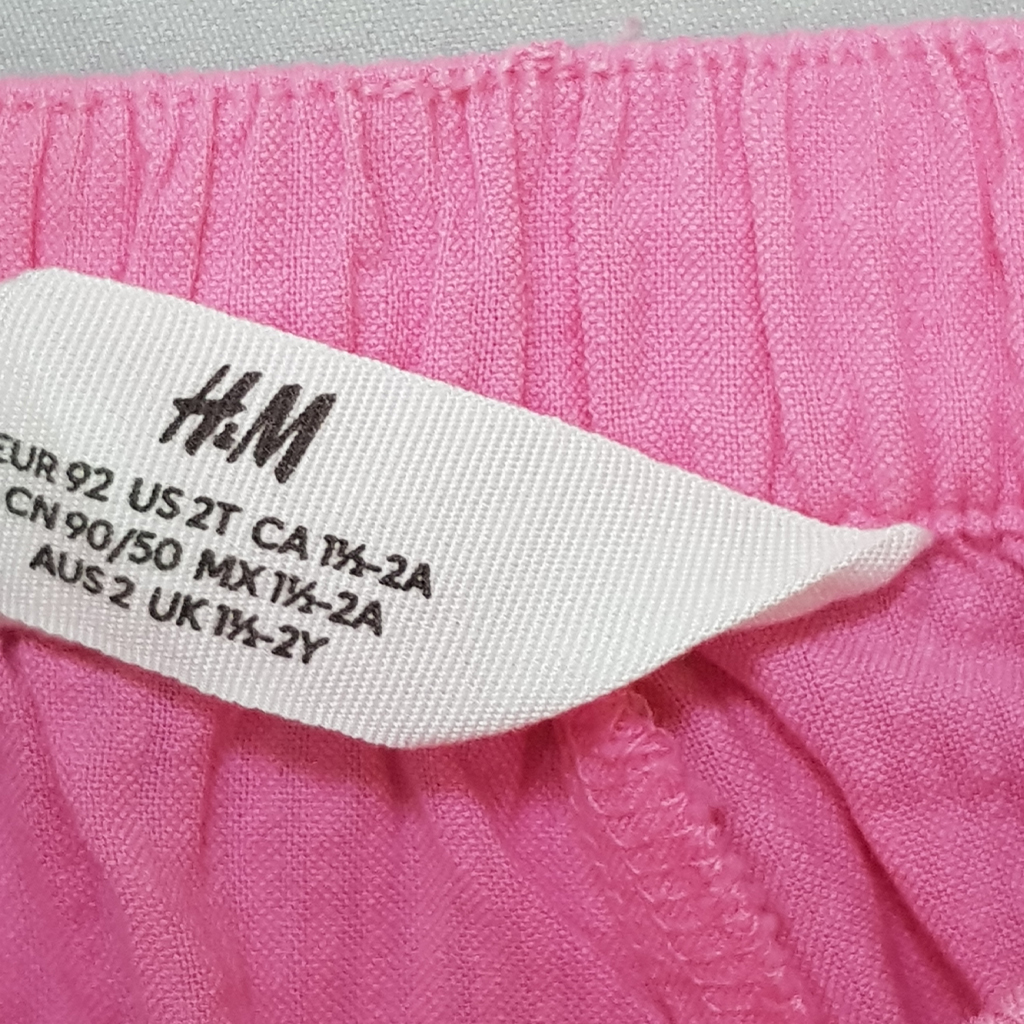 H&M
EUR 92 US 2T CA 1½-2A
CN 90/50 MX 1½-2A
AUS 2 UK 1½-2Y